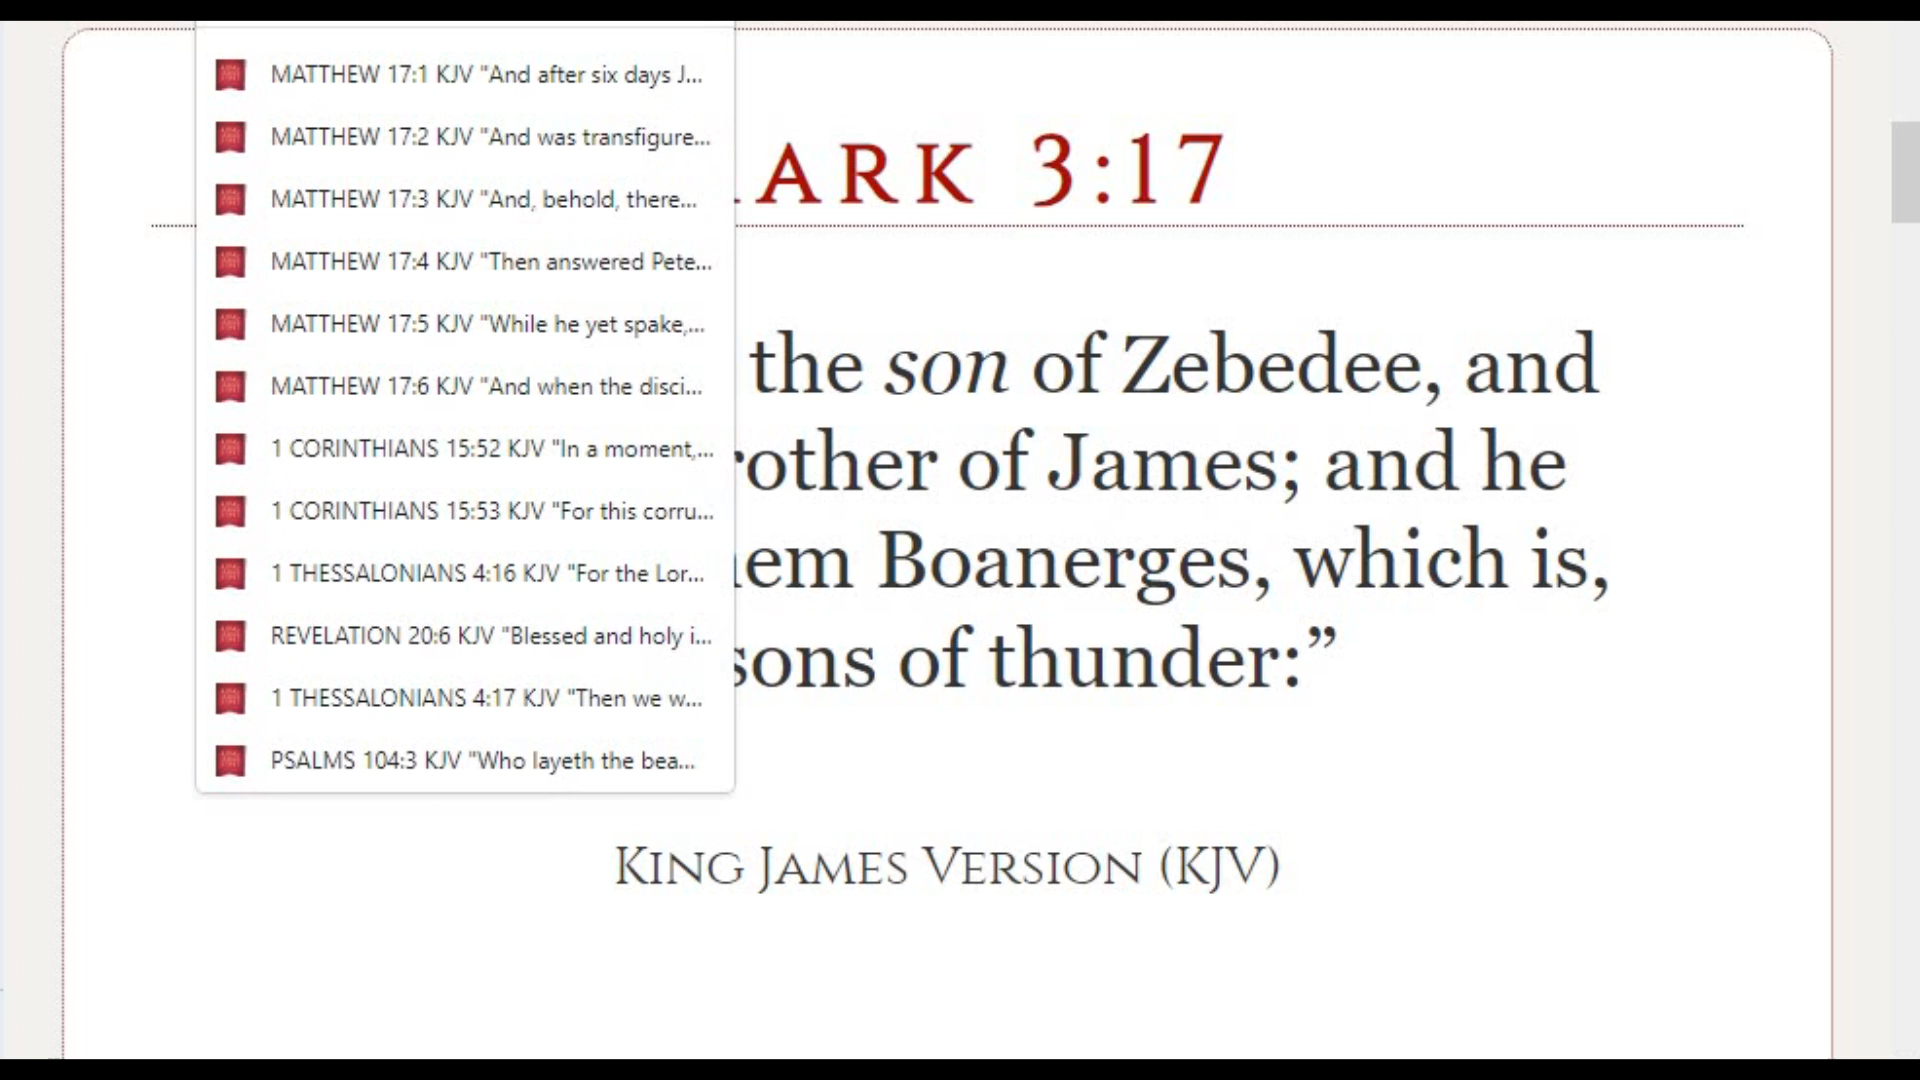 MATTHEW 17:1 KJV "And after six days J...
MATTHEW 17:2 KJV "And was transfigure...
MATTHEW 17:3 KJV "And, behold, there...
MATTHEW 17:4 KJV "Then answered Pete...
MATTHEW 17:5 KJV "While he yet spake,...
MATTHEW 17:6 KJV "And when the disci...
1 CORINTHIANS 15:52 KJV "In a moment,...
1 CORINTHIANS 15:53 KJV "For this corru...
1 THESSALONIANS 4:16 KJV "For the Lor...
REVELATION 20:6 KJV "Blessed and holy i...
1 THESSALONIANS 4:17 KJV "Then we w...
PSALMS 104:3 KJV "Who layeth the bea...
ARK 3:17
the son of Zebedee, and
rother of James; and he
em Boanerges, which is,
sons of thunder:”
King James Version (KJV)